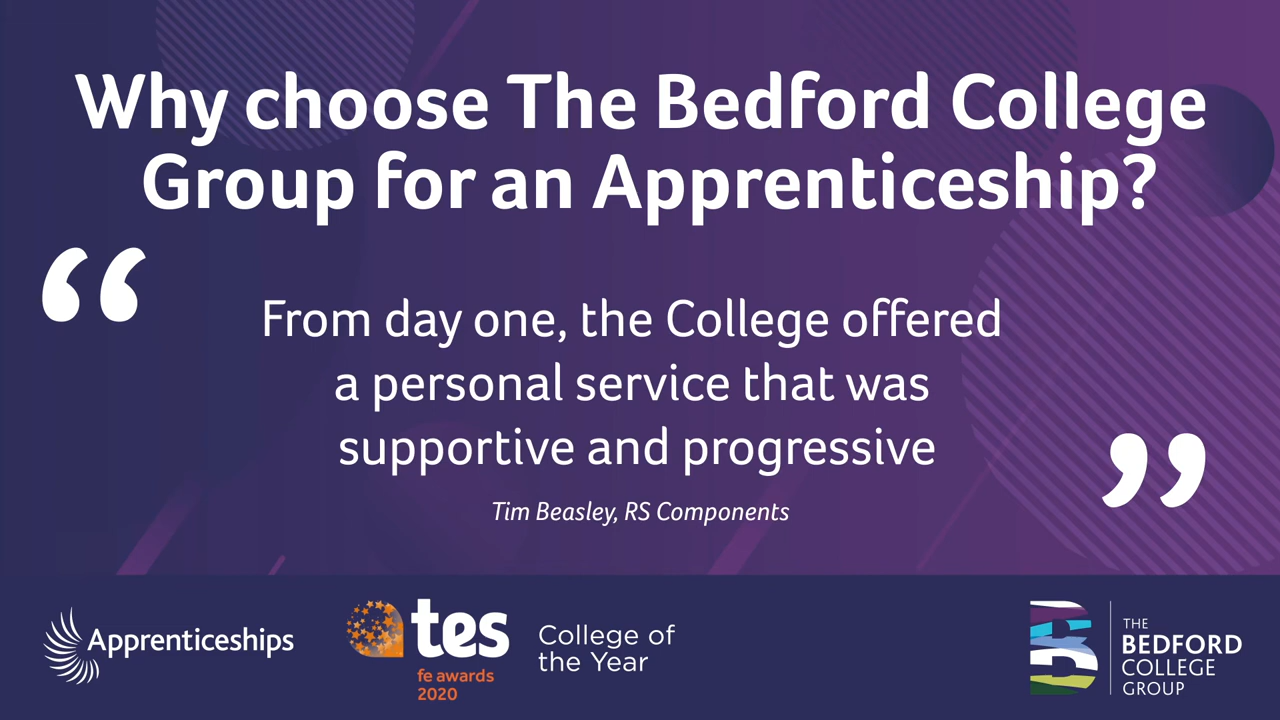 Why choose The Bedford College
Group for an Apprenticeship?
“
From day one, the College offered
a personal service that was
supportive and progressive
”
Tim Beasley, RS Components
Apprenticeships
tes
fe awards
2020
College of
the Year
THE
BEDFORD
COLLEGE
GROUP